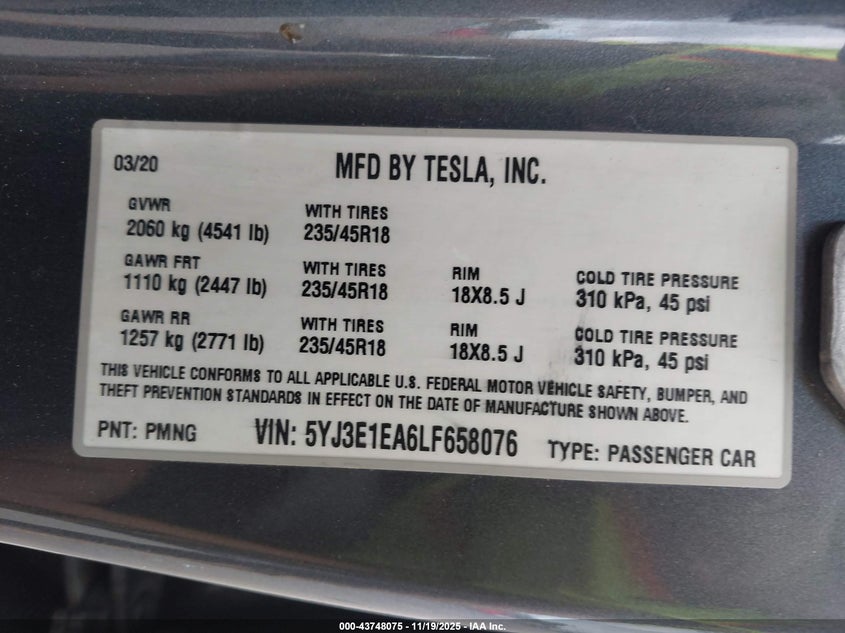 03/20
MFD BY TESLA, INC.
GVWR
2060 kg (4541 lb)
WITH TIRES
235/45R18
GAWR FRT
1110 kg (2447 lb)
WITH TIRES
235/45R18
RIM
18X8.5 J
COLD TIRE PRESSURE
310 kPa, 45 psi
GAWR RR
1257 kg (2771 lb)
WITH TIRES
235/45R18
RIM
18X8.5 J
COLD TIRE PRESSURE
310 kPa, 45 psi
THIS VEHICLE CONFORMS TO ALL APPLICABLE U.S. FEDERAL MOTOR VEHICLE SAFETY, BUMPER, AND
THEFT PREVENTION STANDARDS IN EFFECT ON THE DATE OF MANUFACTURE SHOWN ABOVE.
PNT: PMNG
VIN: 5YJ3E1EA6LF658076
TYPE: PASSENGER CAR
000-43748075 - 11/19/2025 - IAA Inc.